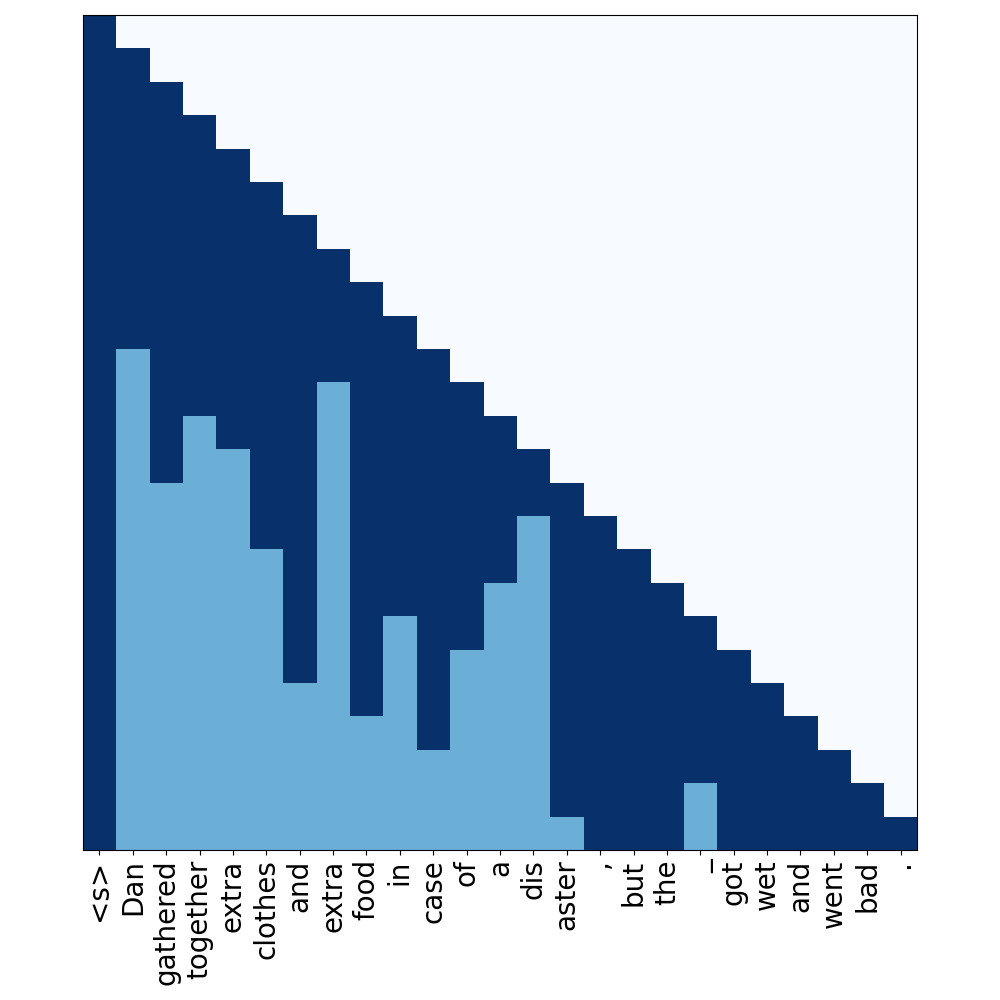 <s>
Dan
gathered
together
extra
clothes
and
extra
food
in
case
of
a
dis
aster
,
but
the
_
got
wet
and
went
bad
.